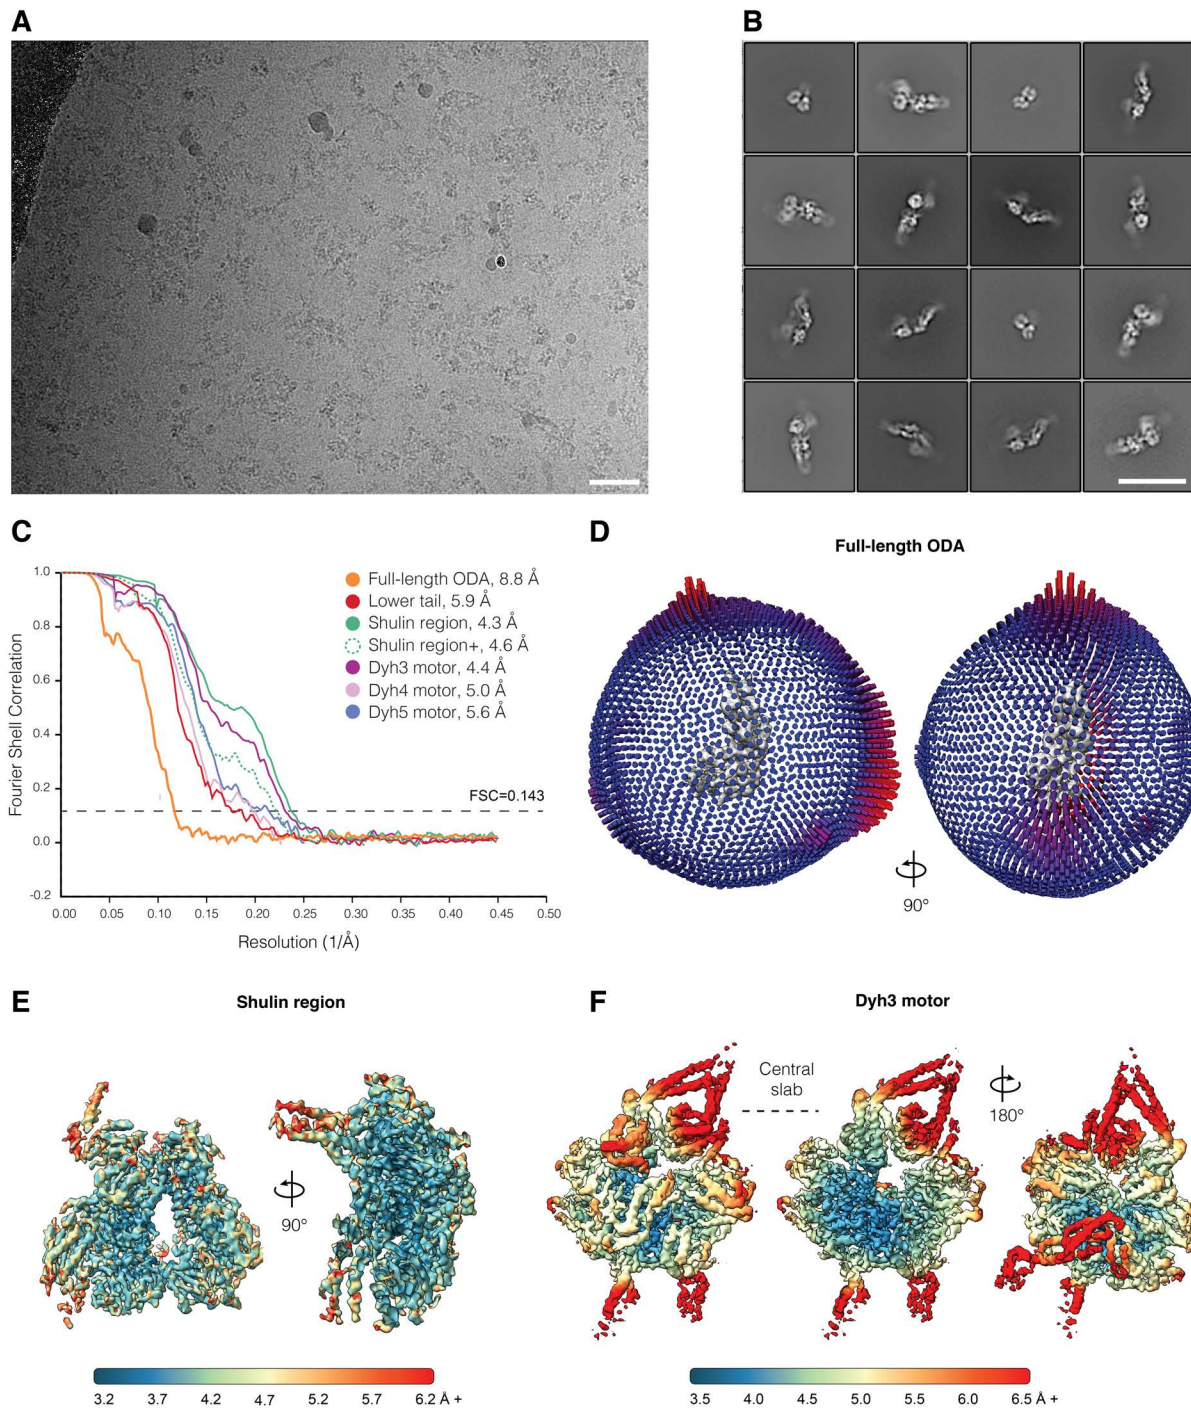 A
B
C
Fourier Shell Correlation
1.0
0.8
0.6
0.4
0.2
0.0
-0.2
Full-length ODA, 8.8 Å
Lower tail, 5.9 Å
Shulin region, 4.3 Å
Shulin region+, 4.6 Å
Dyh3 motor, 4.4 Å
Dyh4 motor, 5.0 Å
Dyh5 motor, 5.6 Å
FSC=0.143
0.00 0.05 0.10 0.15 0.20 0.25 0.30 0.35 0.40 0.45 0.50
Resolution (1/Å)
D
Full-length ODA
90°
E
Shulin region
90°
3.2 3.7 4.2 4.7 5.2 5.7 6.2 Å +
F
Dyh3 motor
Central
slab
180°
3.5 4.0 4.5 5.0 5.5 6.0 6.5 Å +